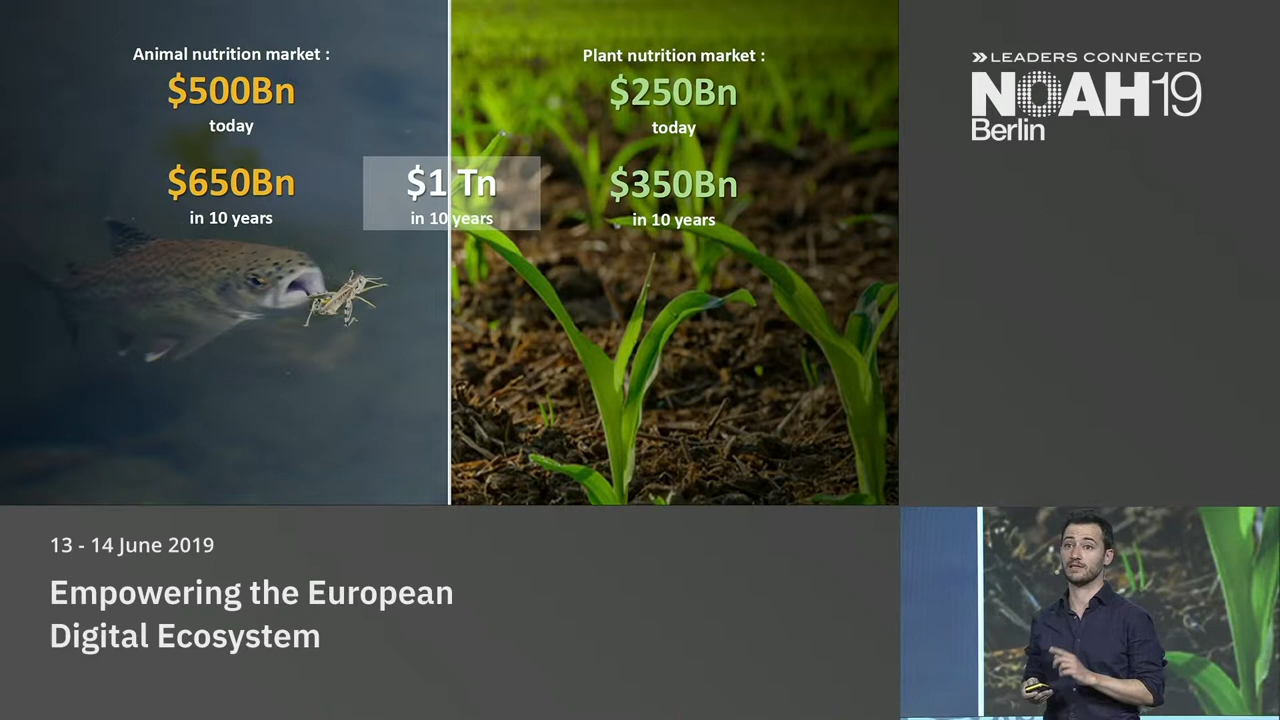 Animal nutrition market :
$500Bn
today
$650Bn
in 10 years
$1 Tn
in 10 years
Plant nutrition market :
$250Bn
today
$350Bn
in 10 years
LEADERS CONNECTED
NOAH19
Berlin
13 - 14 June 2019
Empowering the European
Digital Ecosystem